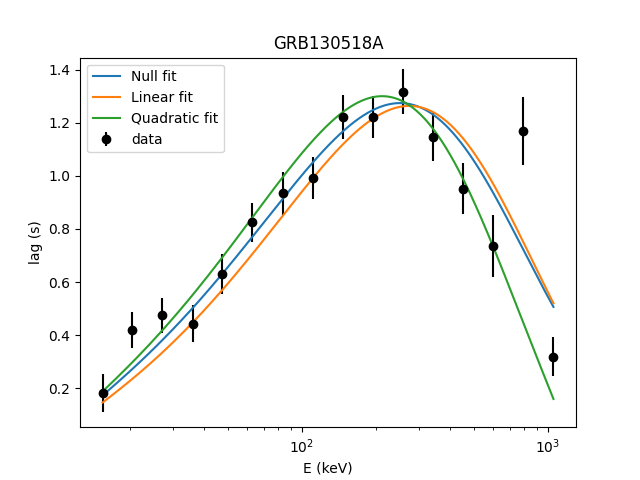 GRB130518A
Null fit
Linear fit
Quadratic fit
data
lag (s)
1.4
1.2
1.0
0.8
0.6
0.4
0.2
10²
10³
E (keV)